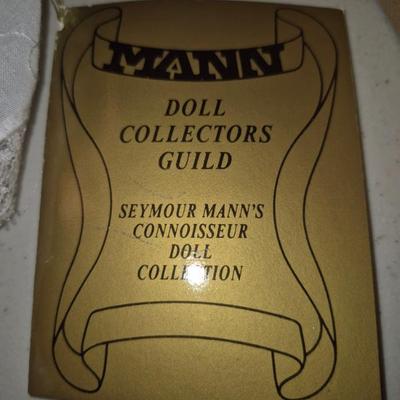 MANN
DOLL
COLLECTORS
GUILD
SEYMOUR MANN'S
CONNOISSEUR
DOLL
COLLECTION